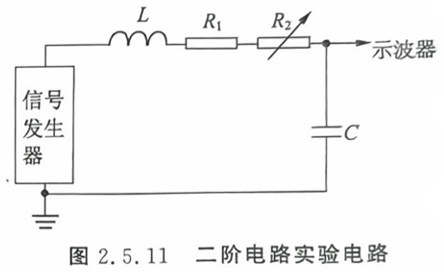 L
R₁
R₂
示波器
信号
发生
器
C
图 2.5.11 二阶电路实验电路